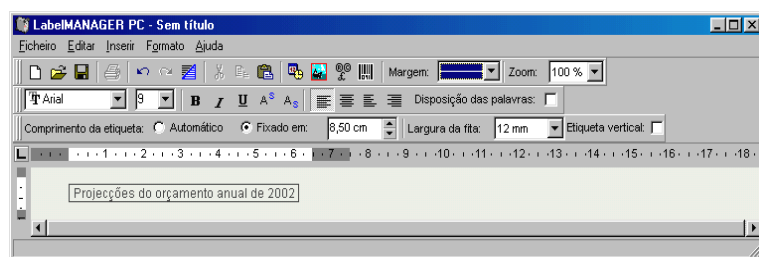 LabelMANAGER PC - Sem título
Ficheiro Editar Inserir Formato Ajuda
Margem: Zoom: 100 %
Arial 9 B I U A S A S Disposição das palavras:
Comprimento da etiqueta: Automático Fixado em: 8,50 cm Largura da fita: 12 mm Etiqueta vertical:
L 1 2 3 4 5 6 7 8 9 10 11 12 13 14 15 16 17 18
Projecções do orçamento anual de 2002